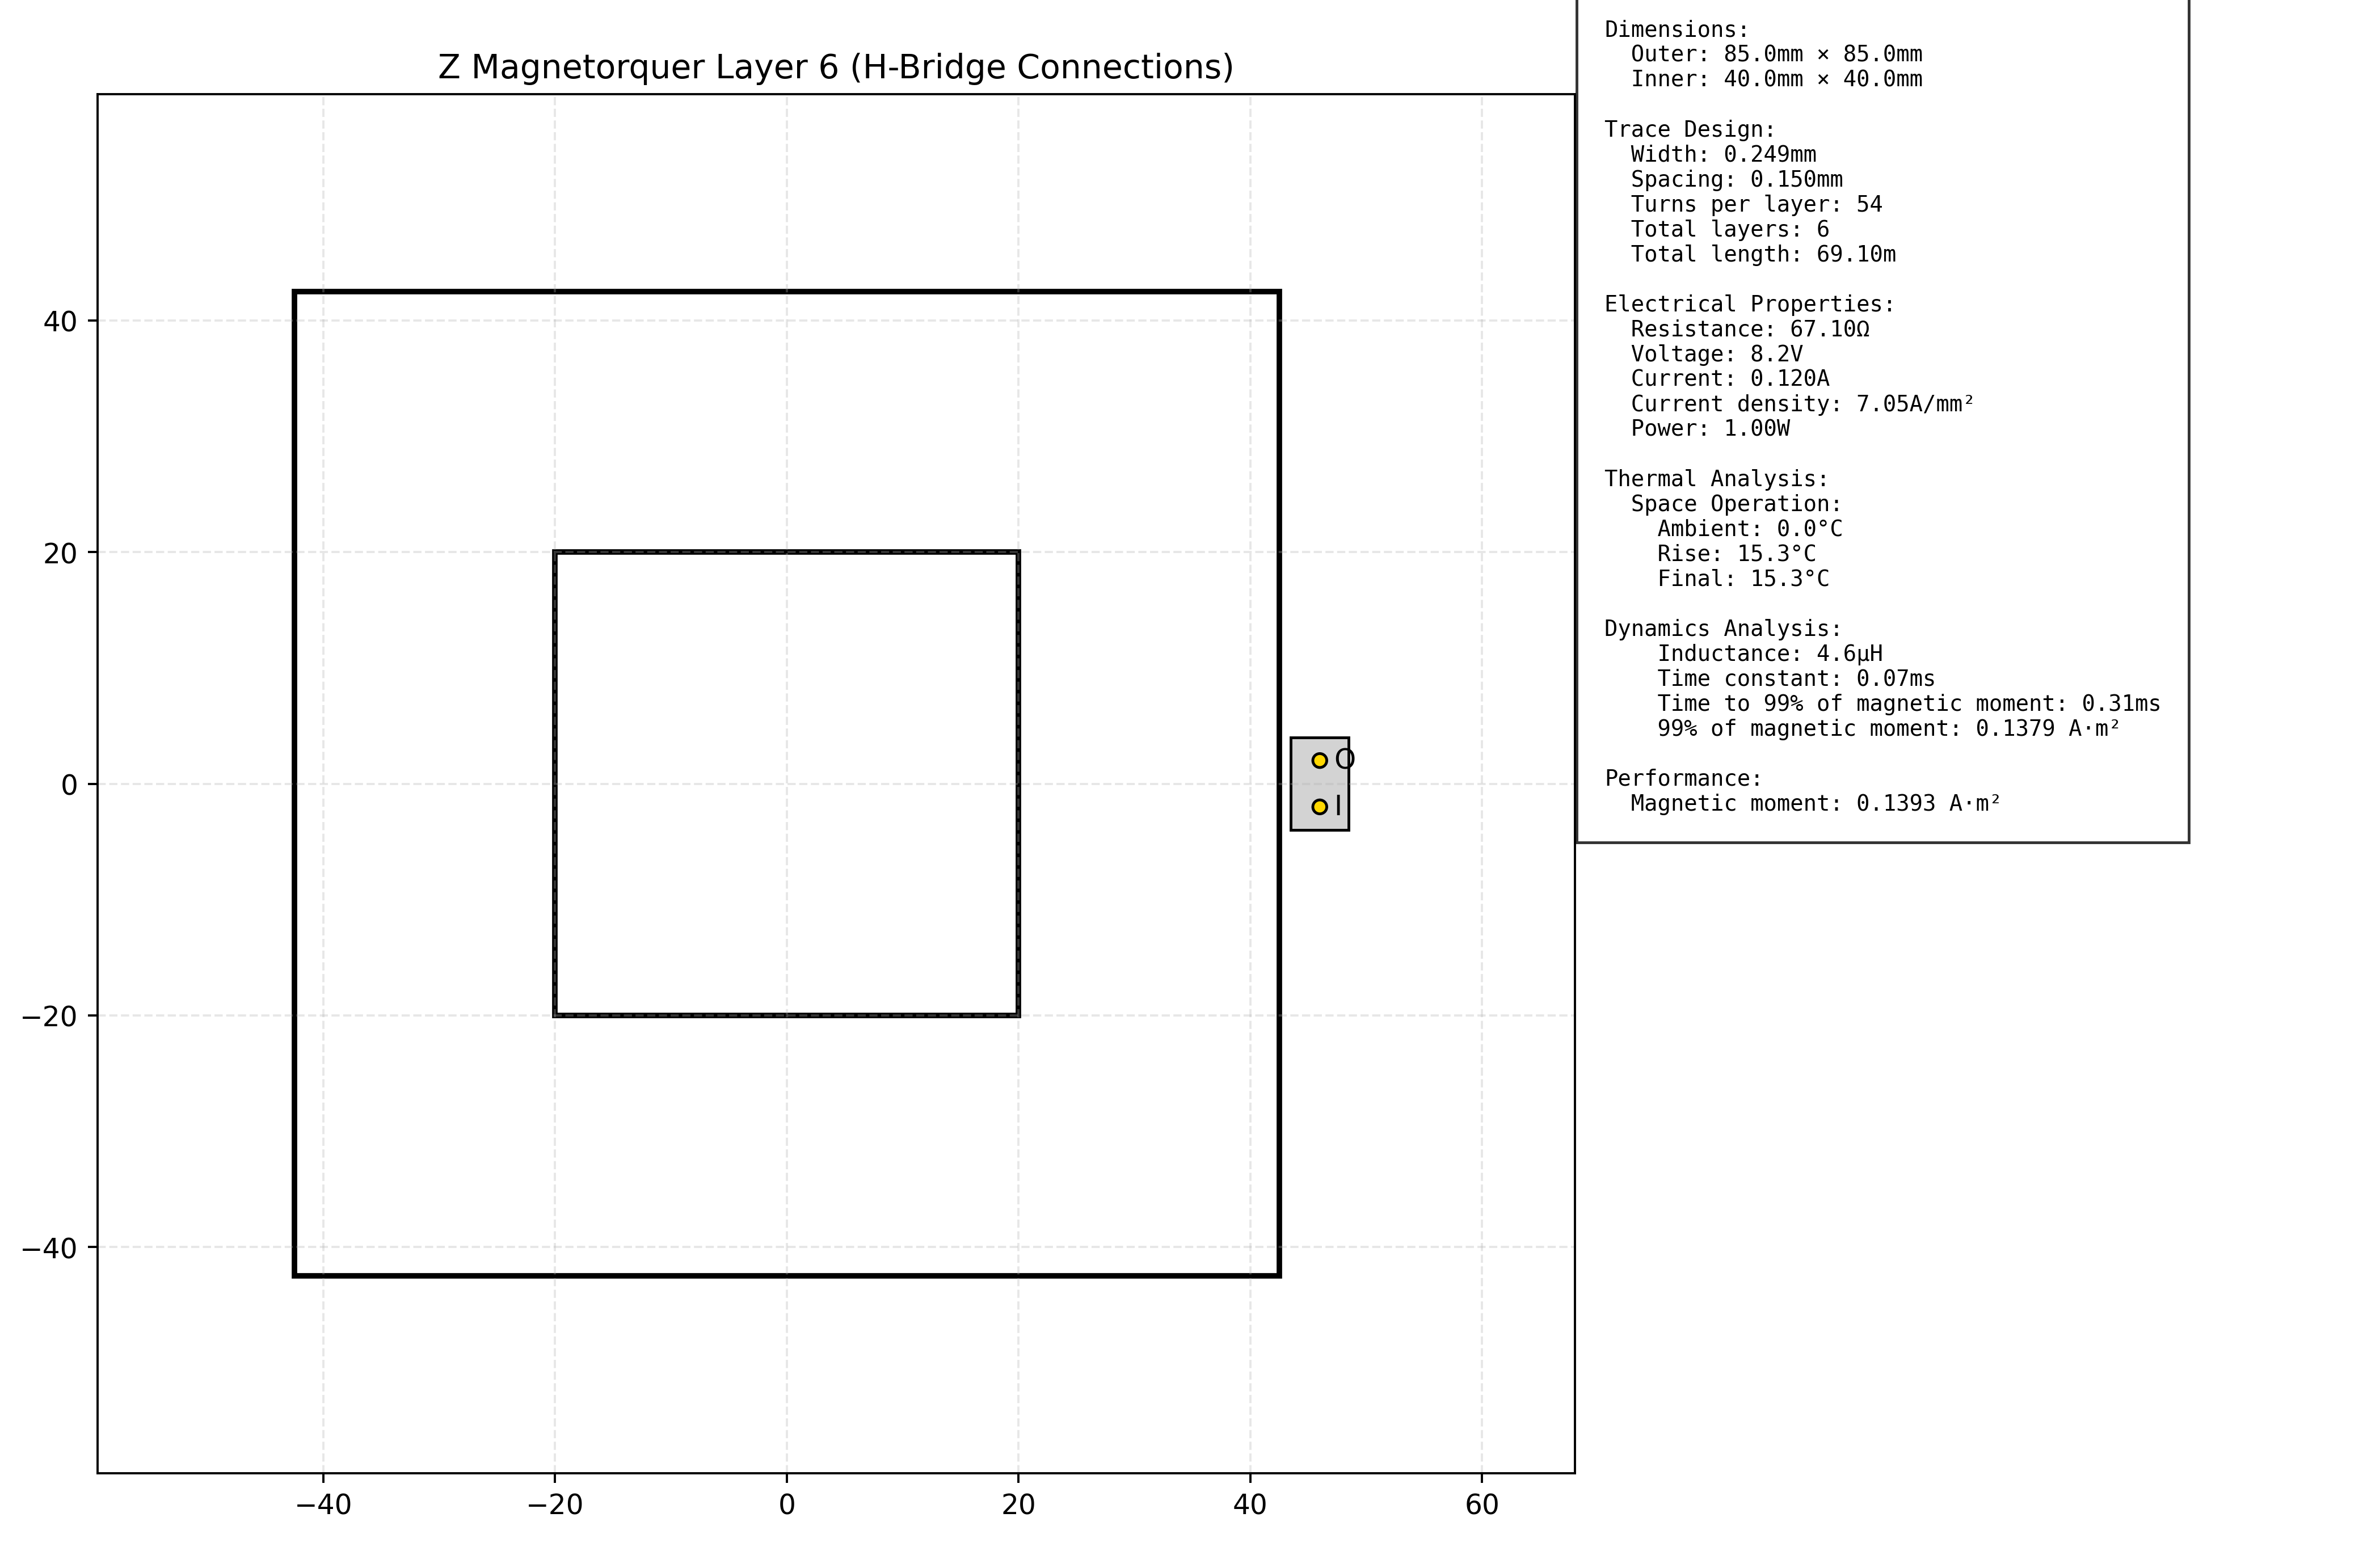 Z Magnetorquer Layer 6 (H-Bridge Connections)
40
20
0
−20
−40
−40
−20
0
20
40
60
O
I
Dimensions:
Outer: 85.0mm × 85.0mm
Inner: 40.0mm × 40.0mm
Trace Design:
Width: 0.249mm
Spacing: 0.150mm
Turns per layer: 54
Total layers: 6
Total length: 69.10m
Electrical Properties:
Resistance: 67.10Ω
Voltage: 8.2V
Current: 0.120A
Current density: 7.05A/mm²
Power: 1.00W
Thermal Analysis:
Space Operation:
Ambient: 0.0°C
Rise: 15.3°C
Final: 15.3°C
Dynamics Analysis:
Inductance: 4.6μH
Time constant: 0.07ms
Time to 99% of magnetic moment: 0.31ms
99% of magnetic moment: 0.1379 A·m²
Performance:
Magnetic moment: 0.1393 A·m²